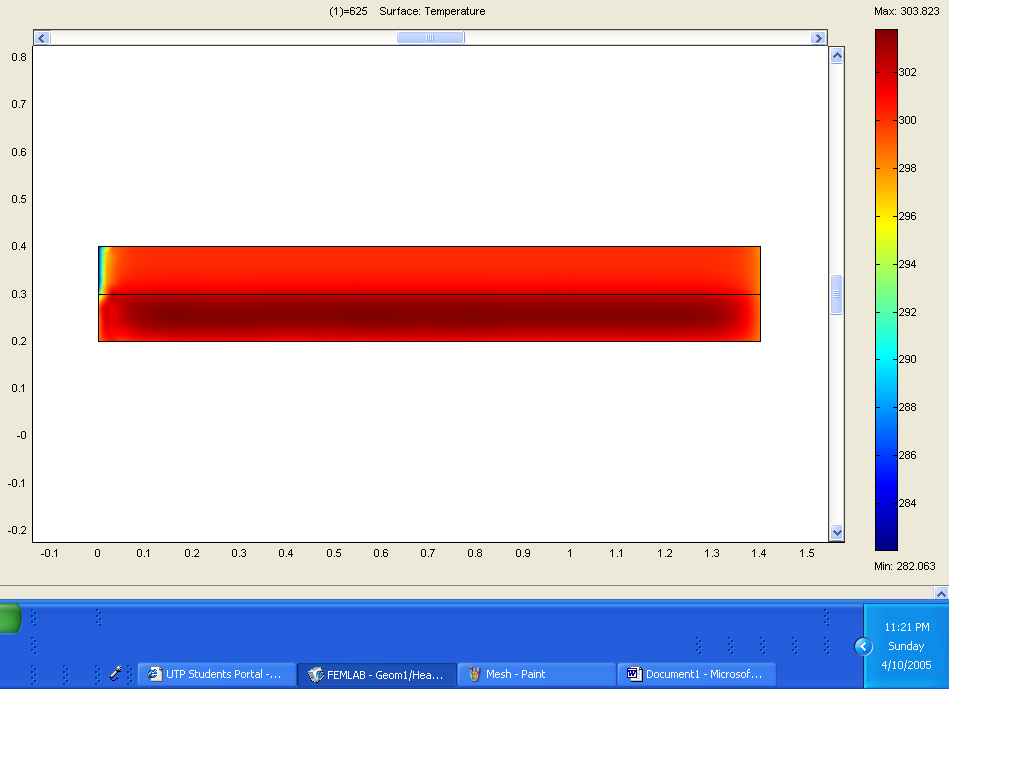 (1)=625 Surface: Temperature
Max: 303.823
0.8
0.7
0.6
0.5
0.4
0.3
0.2
0.1
-0
-0.1
-0.2
-0.1 0 0.1 0.2 0.3 0.4 0.5 0.6 0.7 0.8 0.9 1 1.1 1.2 1.3 1.4 1.5
302
300
298
296
294
292
290
288
286
284
Min: 282.063
UTP Students Portal -...
FEMLAB - Geom1/Hea...
Mesh - Paint
Document1 - Microsof...
11:21 PM
Sunday
4/10/2005